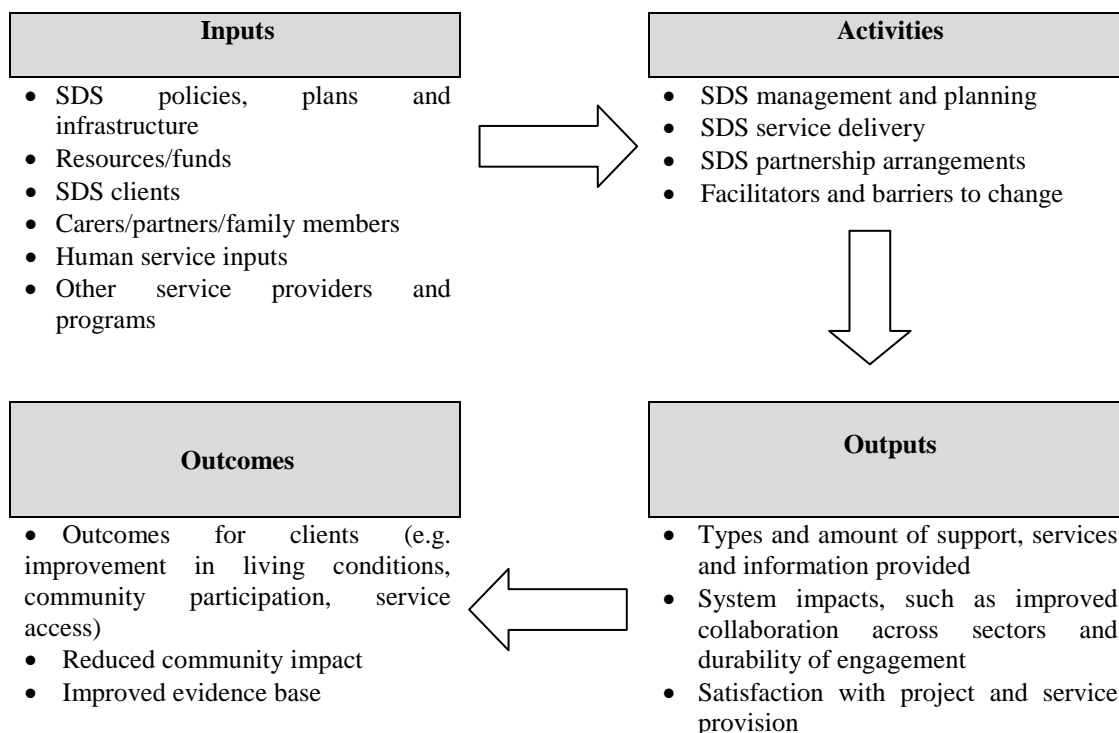 Inputs
• SDS policies, plans and
infrastructure
• Resources/funds
• SDS clients
• Carers/partners/family members
• Human service inputs
• Other service providers and
programs
Activities
• SDS management and planning
• SDS service delivery
• SDS partnership arrangements
• Facilitators and barriers to change
Outputs
• Types and amount of support, services
and information provided
• System impacts, such as improved
collaboration across sectors and
durability of engagement
• Satisfaction with project and service
provision
Outcomes
• Outcomes for clients (e.g.
improvement in living conditions,
community participation, service
access)
• Reduced community impact
• Improved evidence base